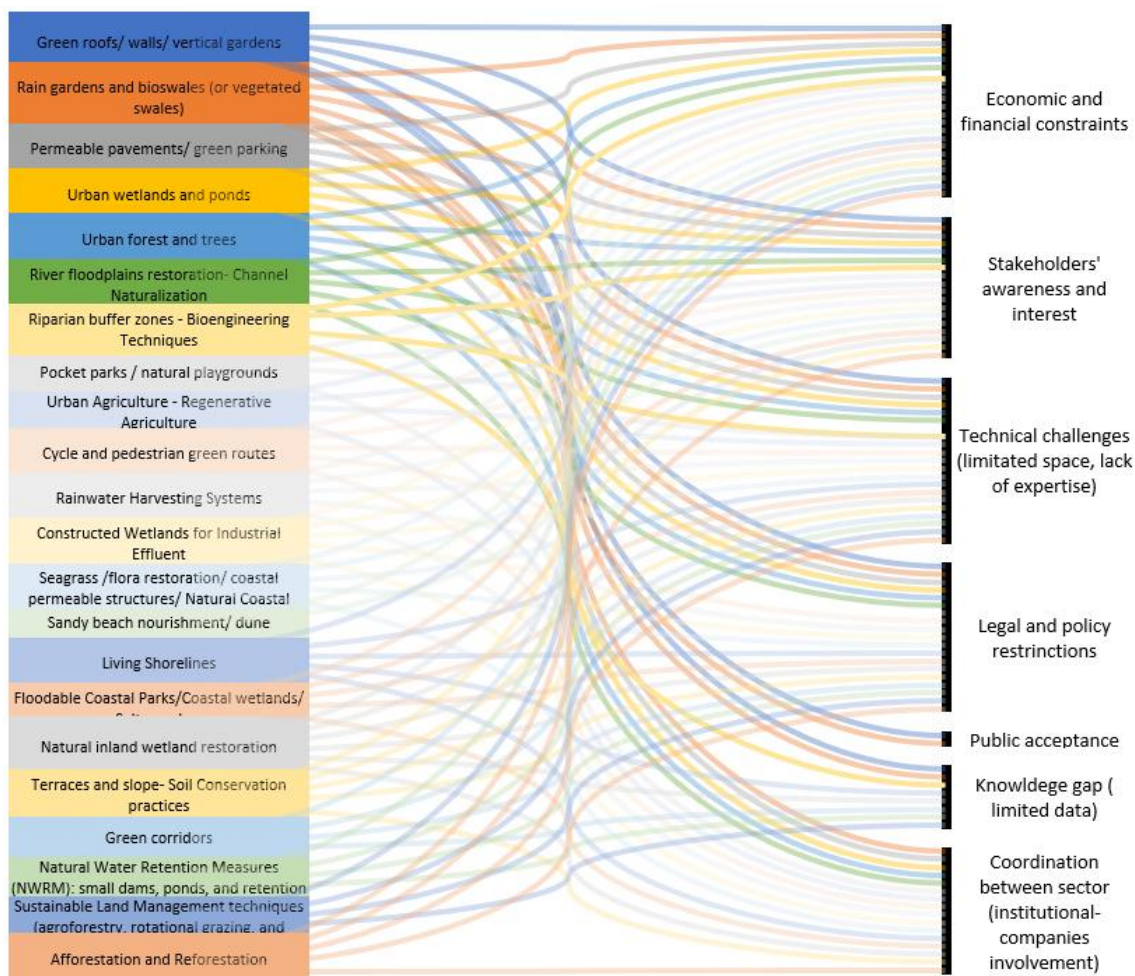 Green roofs/ walls/ vertical gardens
Rain gardens and bioswales (or vegetated
swales)
Permeable pavements/ green parking
Urban wetlands and ponds
Urban forest and trees
River floodplains restoration- Channel
Naturalization
Riparian buffer zones - Bioengineering
Techniques
Pocket parks / natural playgrounds
Urban Agriculture - Regenerative
Agriculture
Cycle and pedestrian green routes
Rainwater Harvesting Systems
Constructed Wetlands for Industrial
Effluent
Seagrass /flora restoration/ coastal
permeable structures/ Natural Coastal
Sandy beach nourishment/ dune
Living Shorelines
Floodable Coastal Parks/Coastal wetlands/
Natural inland wetland restoration
Terraces and slope- Soil Conservation
practices
Green corridors
Natural Water Retention Measures
(NWRM): small dams, ponds, and retention
Sustainable Land Management techniques
(agroforestry, rotational grazing, and
Afforestation and Reforestation
Economic and
financial constraints
Stakeholders'
awareness and
interest
Technical challenges
(limitated space, lack
of expertise)
Legal and policy
restrinctions
Public acceptance
Knowldege gap (
limited data)
Coordination
between sector
(institutional-
companies
involvement)